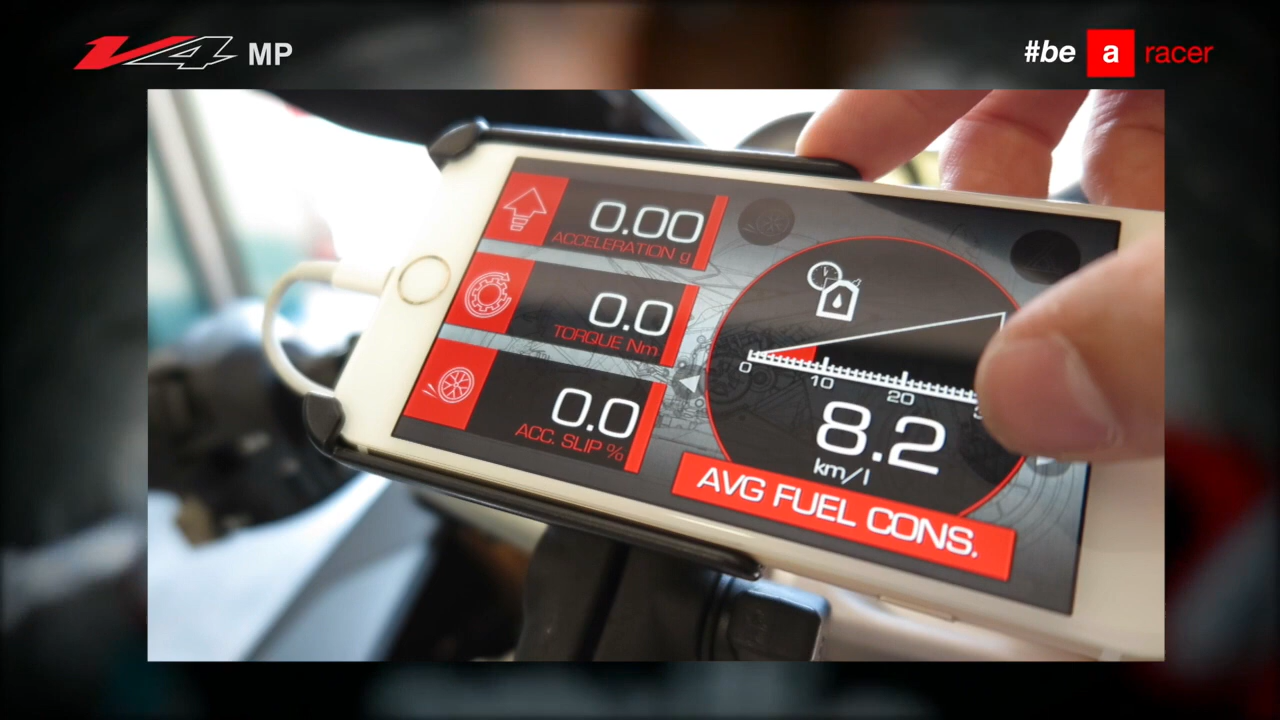 V4 MP
#be a racer
0.00
ACCELERATION g
0.0
TORQUE Nm
0.0
ACC. SLIP %
0 10 20
8.2
km/l
AVG FUEL CONS.